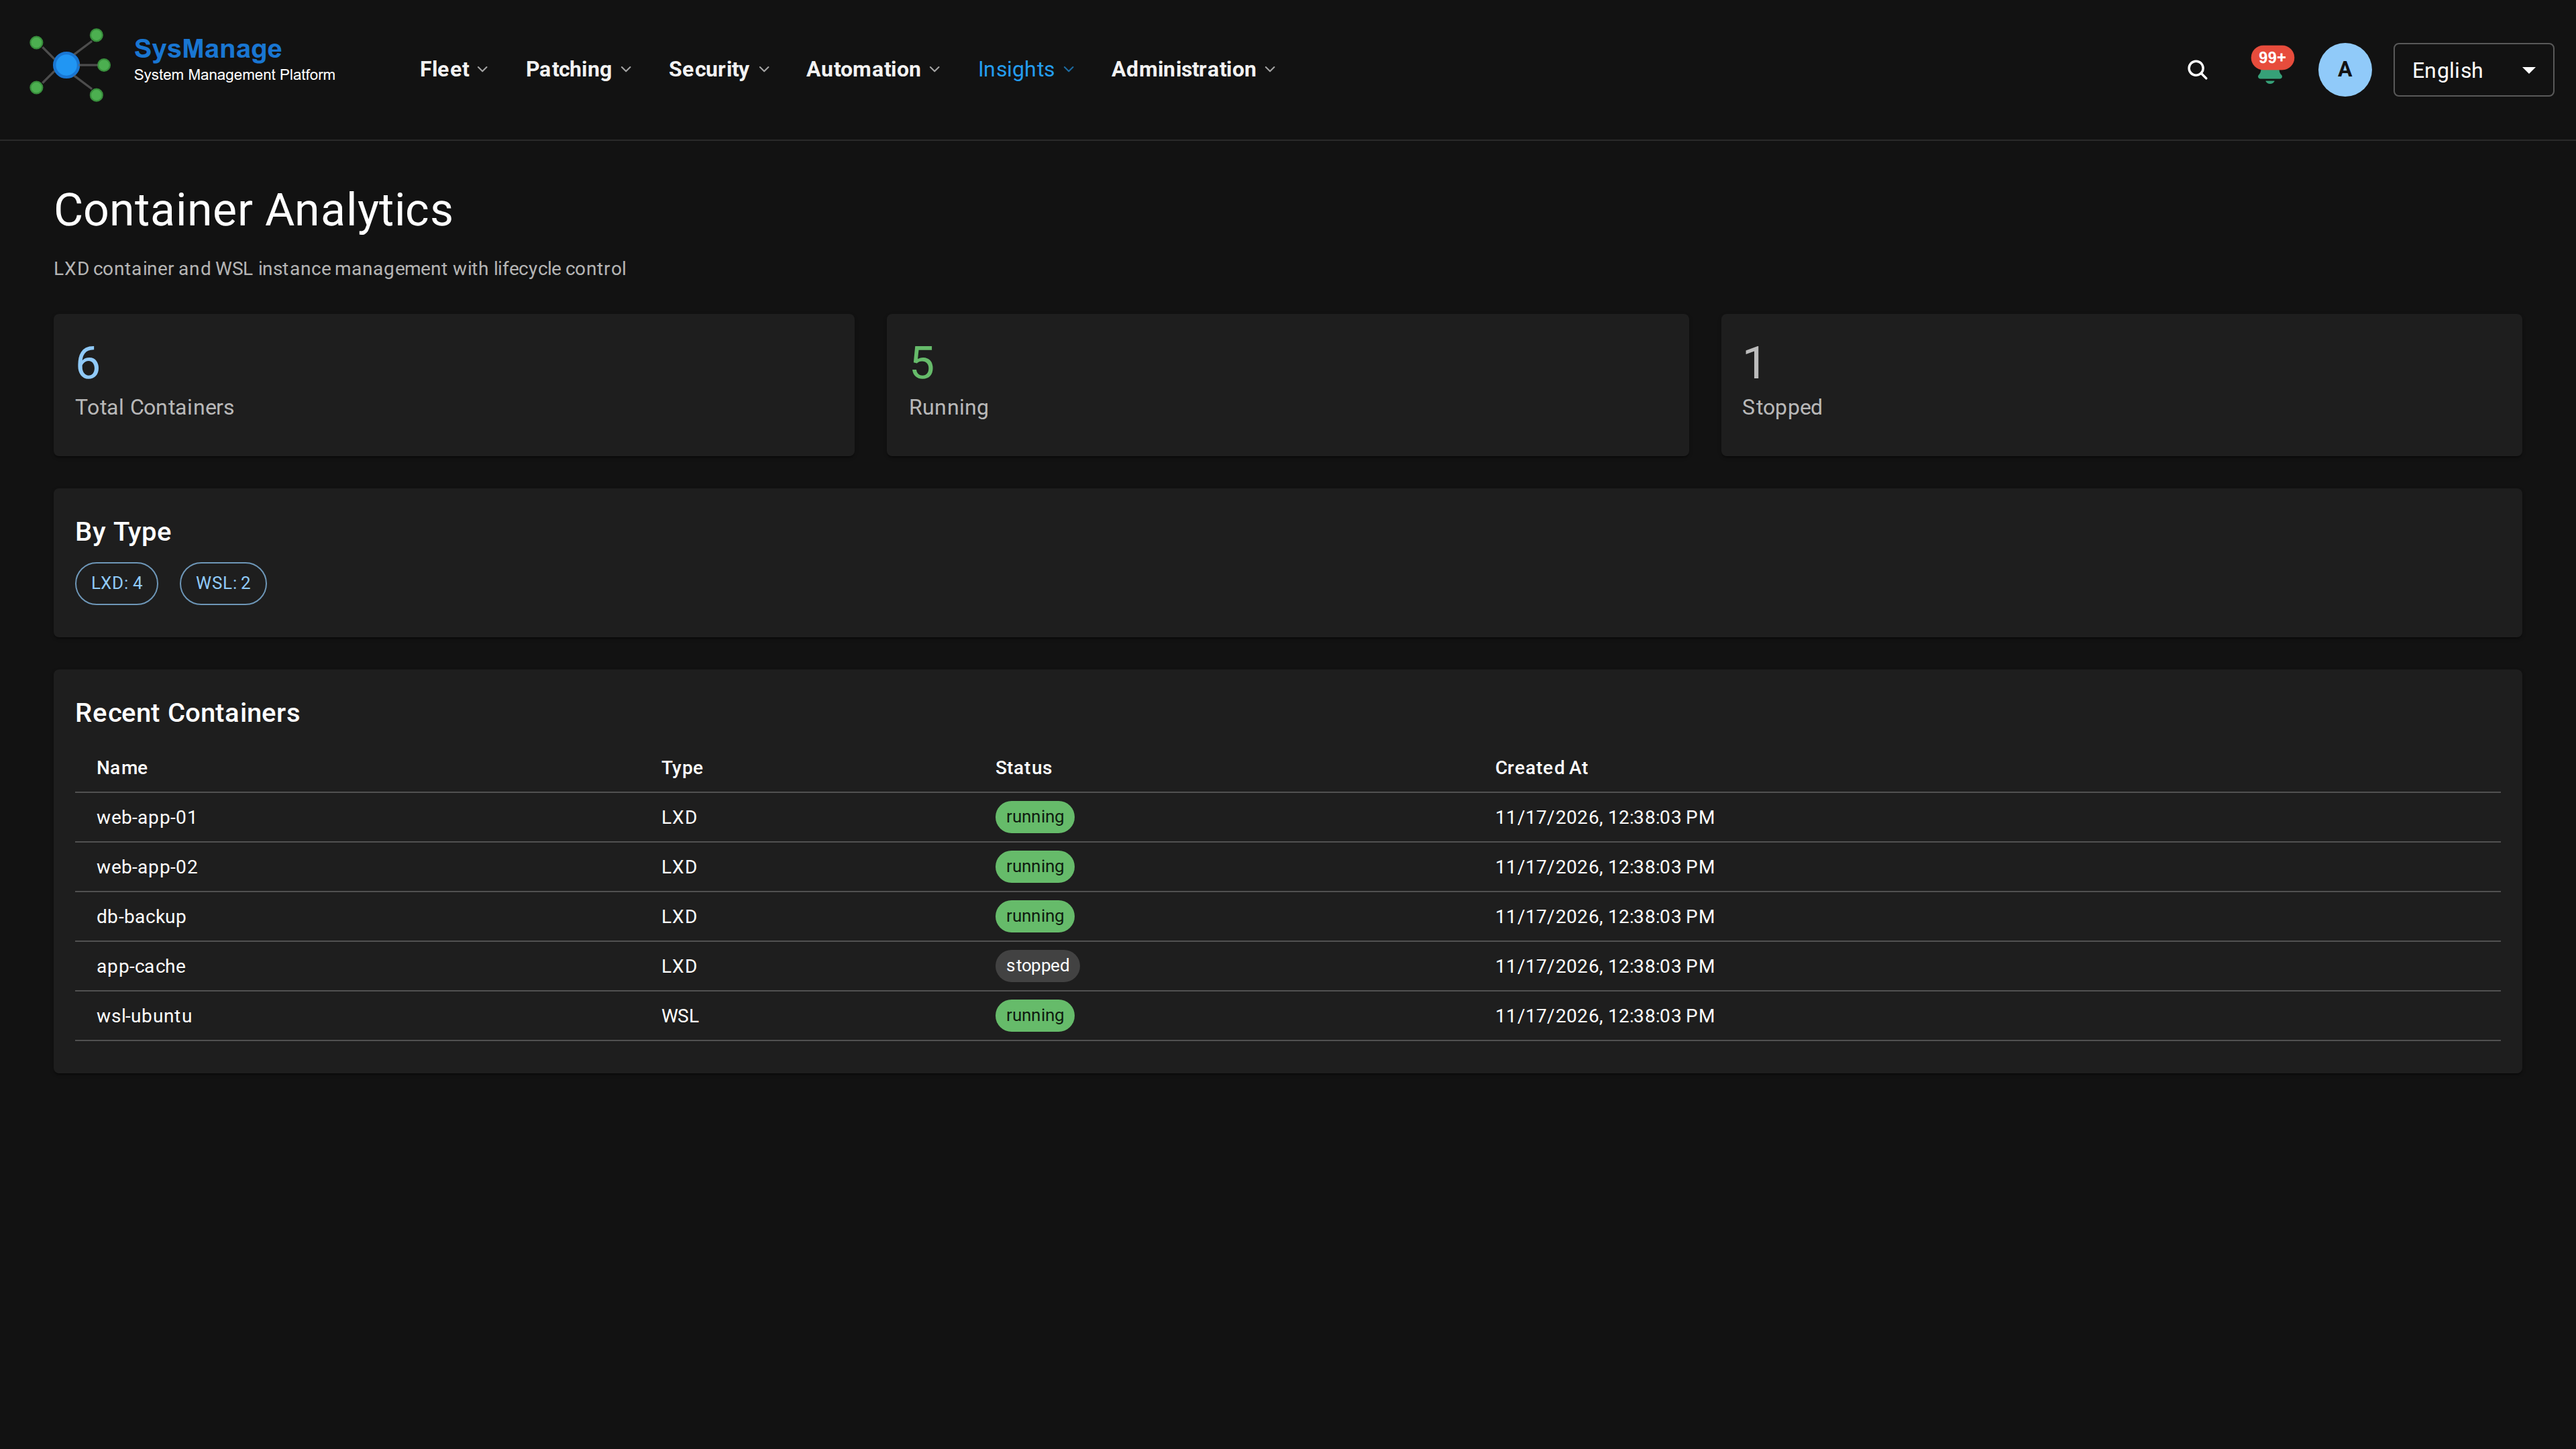 SysManage
System Management Platform
Fleet Patching Security Automation Insights Administration
99+ A English
Container Analytics
LXD container and WSL instance management with lifecycle control
6 5 1
Total Containers Running Stopped
By Type
LXD: 4 WSL: 2
Recent Containers
Name Type Status Created At
web-app-01 LXD running 11/17/2026, 12:38:03 PM
web-app-02 LXD running 11/17/2026, 12:38:03 PM
db-backup LXD running 11/17/2026, 12:38:03 PM
app-cache LXD stopped 11/17/2026, 12:38:03 PM
wsl-ubuntu WSL running 11/17/2026, 12:38:03 PM